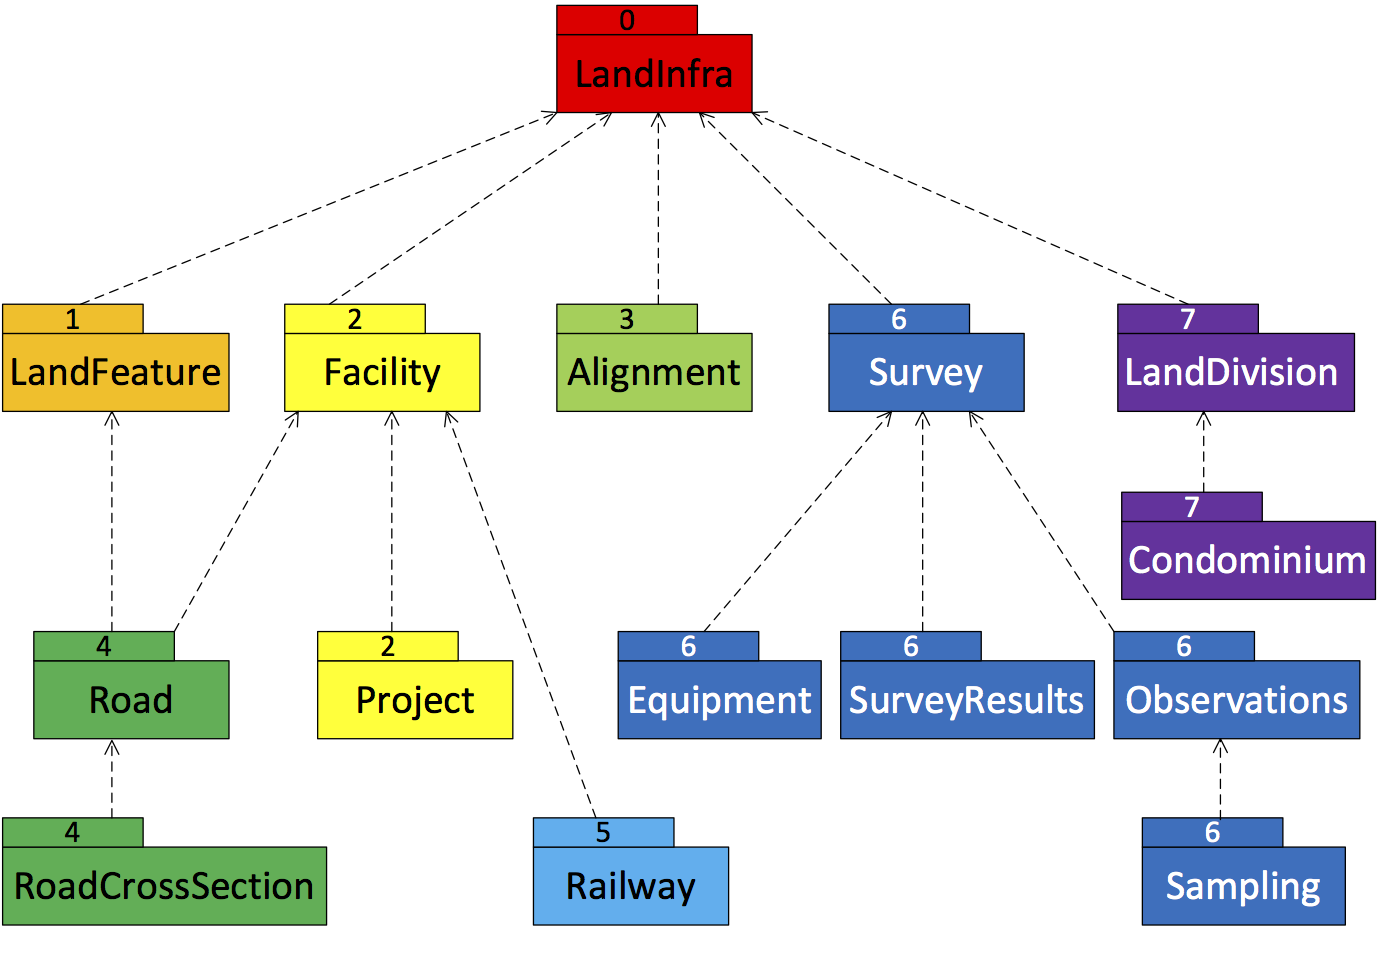 0
LandInfra
1
LandFeature
2
Facility
3
Alignment
6
Survey
7
LandDivision
7
Condominium
4
Road
2
Project
6
Equipment
6
SurveyResults
6
Observations
4
RoadCrossSection
5
Railway
6
Sampling